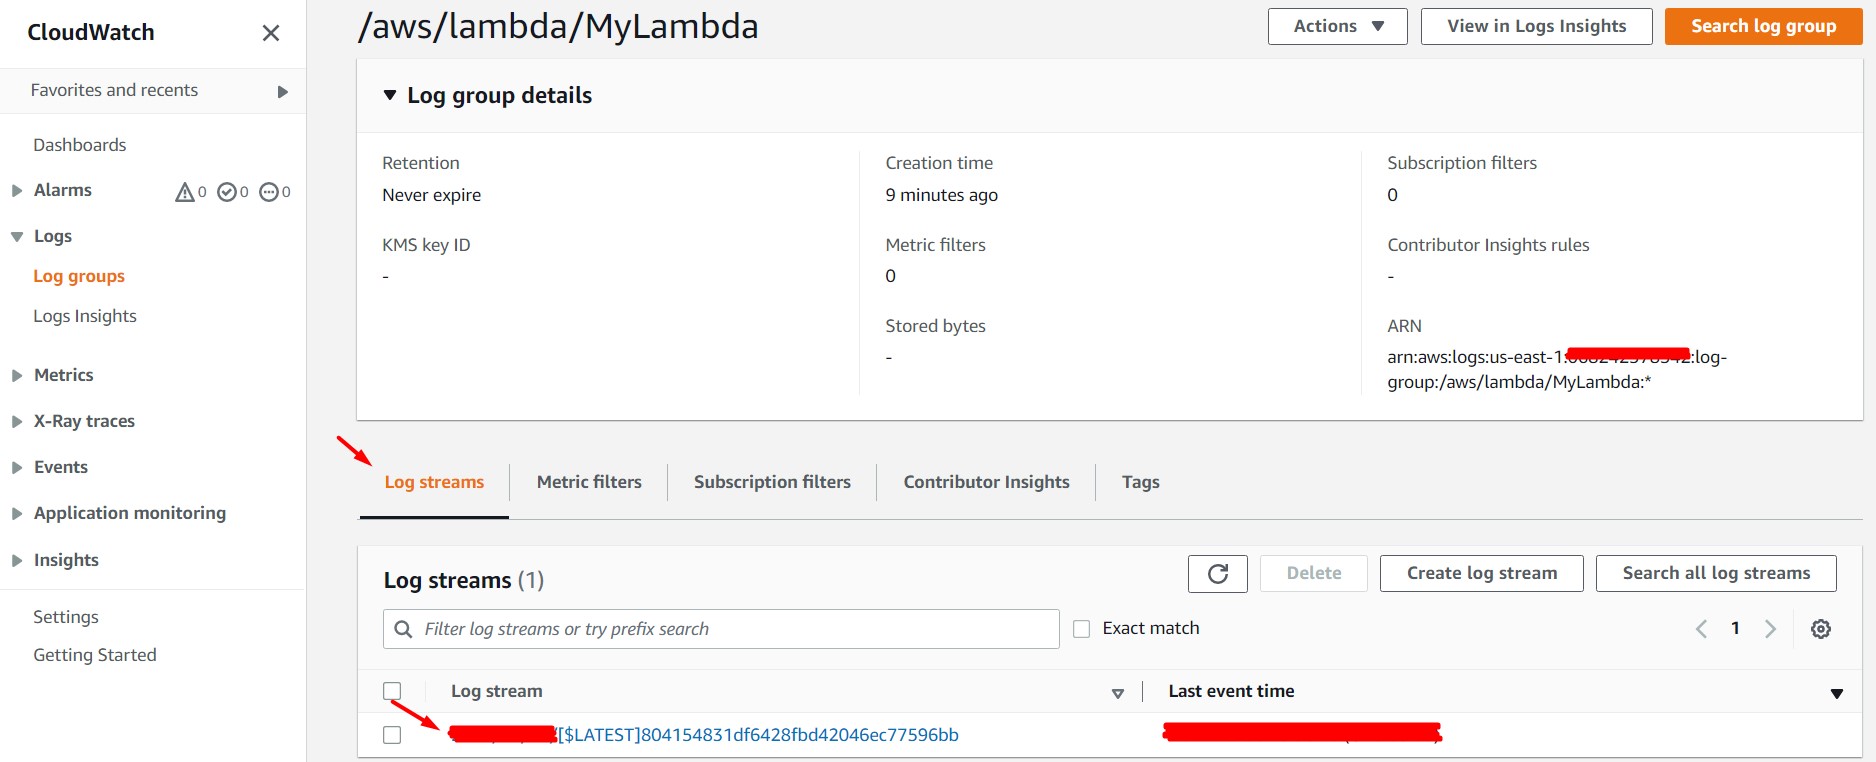 CloudWatch
Favorites and recents
Dashboards
Alarms 0 0 0
Logs
Log groups
Logs Insights
Metrics
X-Ray traces
Events
Application monitoring
Insights
Settings
Getting Started
/aws/lambda/MyLambda
Actions View in Logs Insights Search log group
Log group details
Retention
Never expire
KMS key ID
-
Creation time
9 minutes ago
Metric filters
0
Stored bytes
-
Subscription filters
0
Contributor Insights rules
-
ARN
arn:aws:logs:us-east-1: :log-
group:/aws/lambda/MyLambda:*
Log streams Metric filters Subscription filters Contributor Insights Tags
Log streams (1)
Delete Create log stream Search all log streams
Filter log streams or try prefix search Exact match 1
Log stream Last event time
[$LATEST]804154831df6428fbd42046ec77596bb